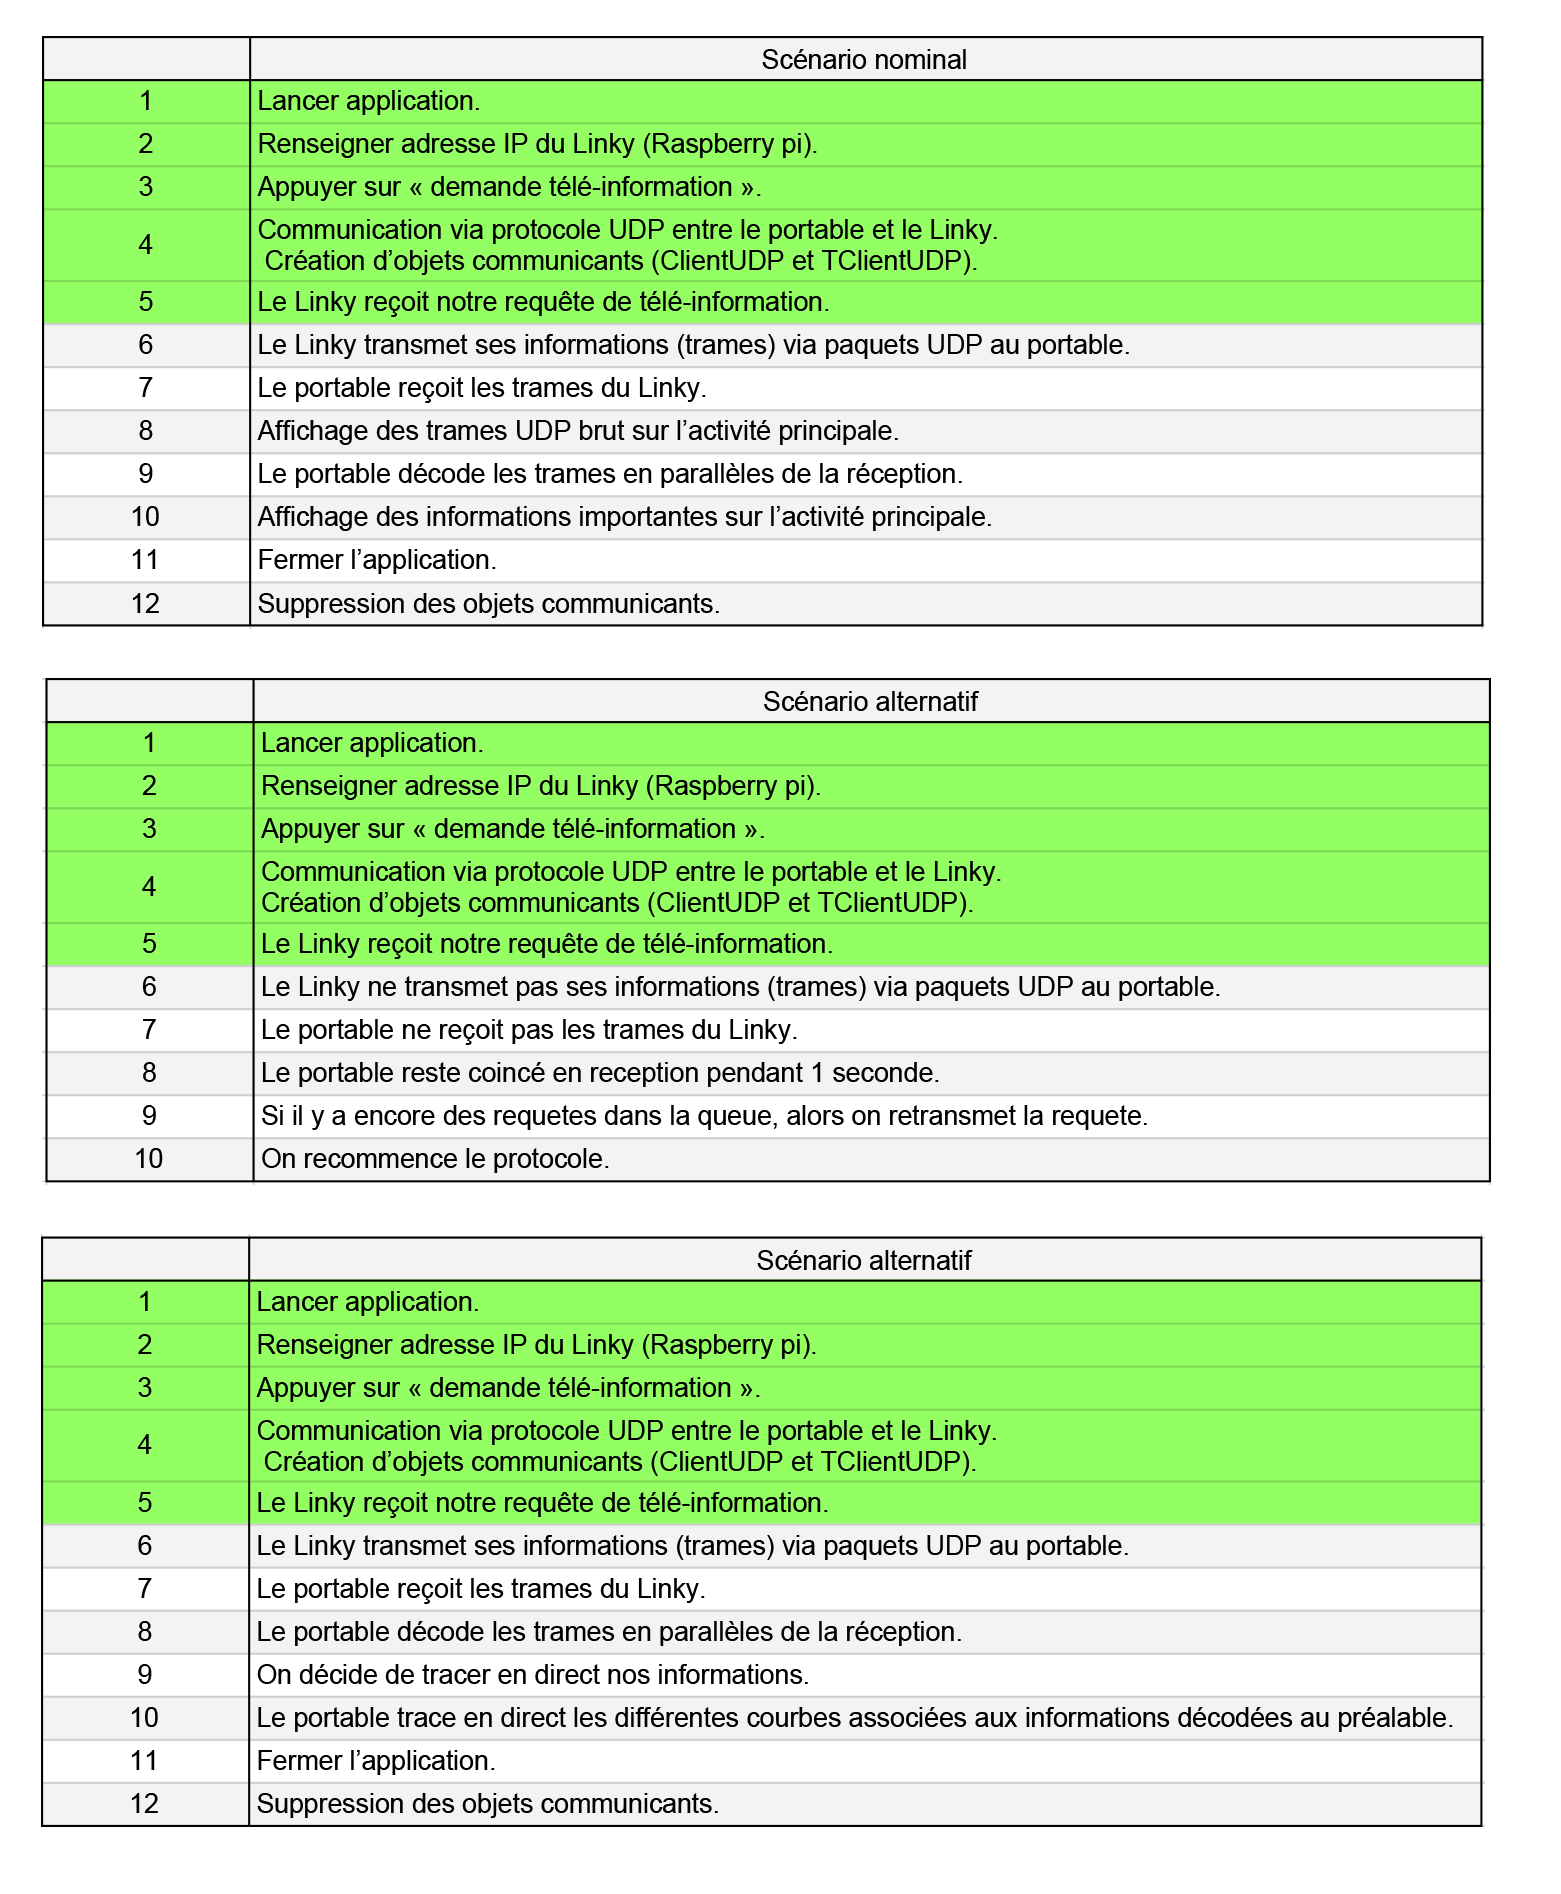 Scénario nominal
1 Lancer application.
2 Renseigner adresse IP du Linky (Raspberry pi).
3 Appuyer sur « demande télé-information ».
4 Communication via protocole UDP entre le portable et le Linky.
Création d’objets communicants (ClientUDP et TClientUDP).
5 Le Linky reçoit notre requête de télé-information.
6 Le Linky transmet ses informations (trames) via paquets UDP au portable.
7 Le portable reçoit les trames du Linky.
8 Affichage des trames UDP brut sur l’activité principale.
9 Le portable décode les trames en parallèles de la réception.
10 Affichage des informations importantes sur l’activité principale.
11 Fermer l’application.
12 Suppression des objets communicants.
Scénario alternatif
1 Lancer application.
2 Renseigner adresse IP du Linky (Raspberry pi).
3 Appuyer sur « demande télé-information ».
4 Communication via protocole UDP entre le portable et le Linky.
Création d’objets communicants (ClientUDP et TClientUDP).
5 Le Linky reçoit notre requête de télé-information.
6 Le Linky ne transmet pas ses informations (trames) via paquets UDP au portable.
7 Le portable ne reçoit pas les trames du Linky.
8 Le portable reste coincé en reception pendant 1 seconde.
9 Si il y a encore des requetes dans la queue, alors on retransmet la requete.
10 On recommence le protocole.
Scénario alternatif
1 Lancer application.
2 Renseigner adresse IP du Linky (Raspberry pi).
3 Appuyer sur « demande télé-information ».
4 Communication via protocole UDP entre le portable et le Linky.
Création d’objets communicants (ClientUDP et TClientUDP).
5 Le Linky reçoit notre requête de télé-information.
6 Le Linky transmet ses informations (trames) via paquets UDP au portable.
7 Le portable reçoit les trames du Linky.
8 Le portable décode les trames en parallèles de la réception.
9 On décide de tracer en direct nos informations.
10 Le portable trace en direct les différentes courbes associées aux informations décodées au préalable.
11 Fermer l’application.
12 Suppression des objets communicants.